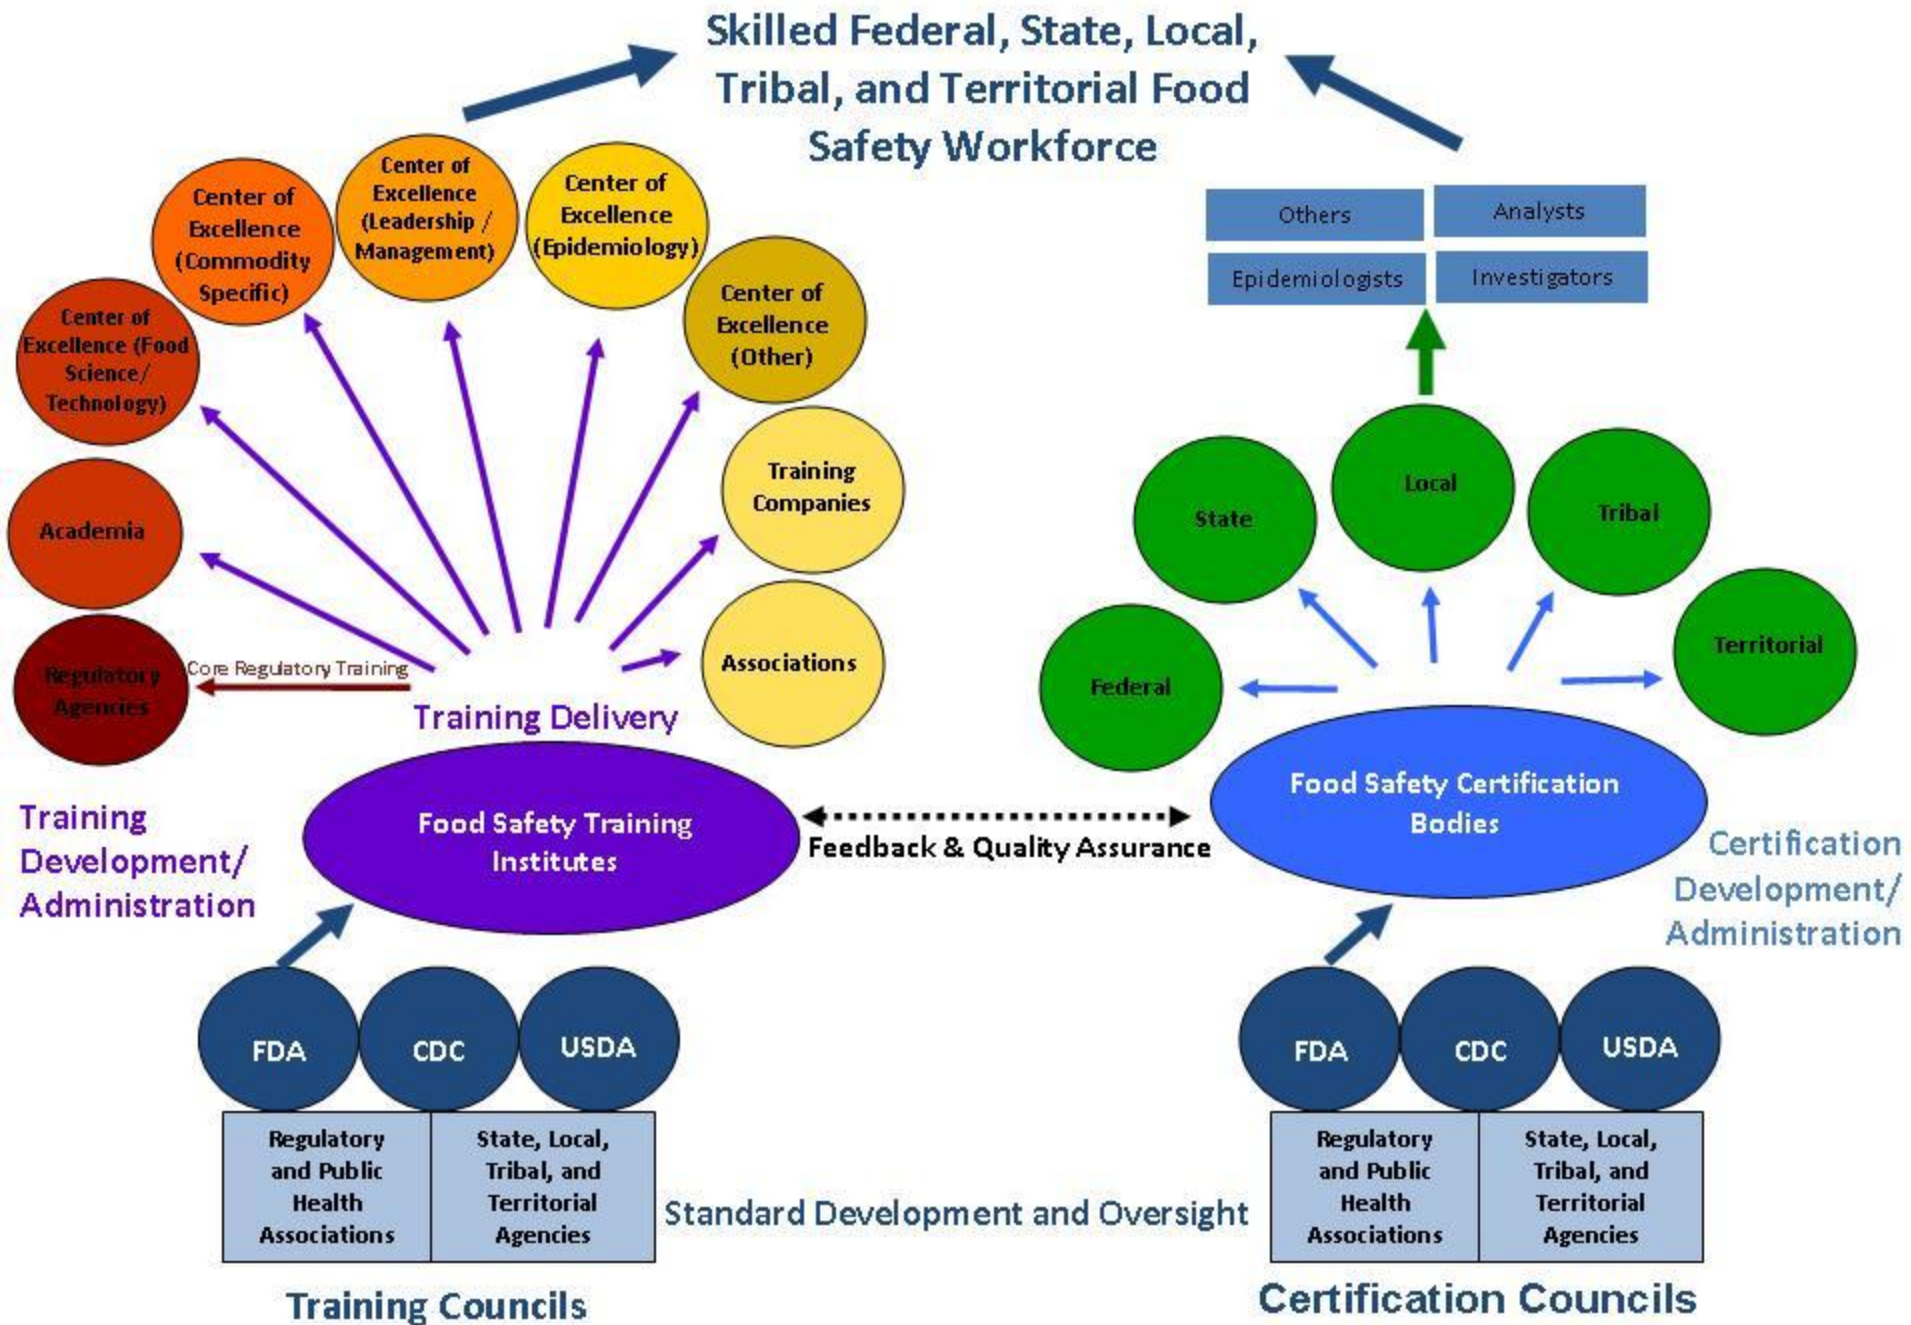 Skilled Federal, State, Local,
Tribal, and Territorial Food
Safety Workforce
Center of
Excellence
(Commodity
Specific)
Center of
Excellence
(Leadership /
Management)
Center of
Excellence
(Epidemiology)
Center of
Excellence
(Other)
Center of
Excellence (Food
Science/
Technology)
Academia
Regulatory
Agencies
Core Regulatory Training
Training
Companies
Associations
Training Delivery
Training
Development/
Administration
Food Safety Training
Institutes
Feedback & Quality Assurance
Others
Analysts
Epidemiologists
Investigators
Local
State
Tribal
Territorial
Federal
Food Safety Certification
Bodies
Certification
Development/
Administration
FDA
CDC
USDA
Regulatory
and Public
Health
Associations
State, Local,
Tribal, and
Territorial
Agencies
Training Councils
Standard Development and Oversight
FDA
CDC
USDA
Regulatory
and Public
Health
Associations
State, Local,
Tribal, and
Territorial
Agencies
Certification Councils